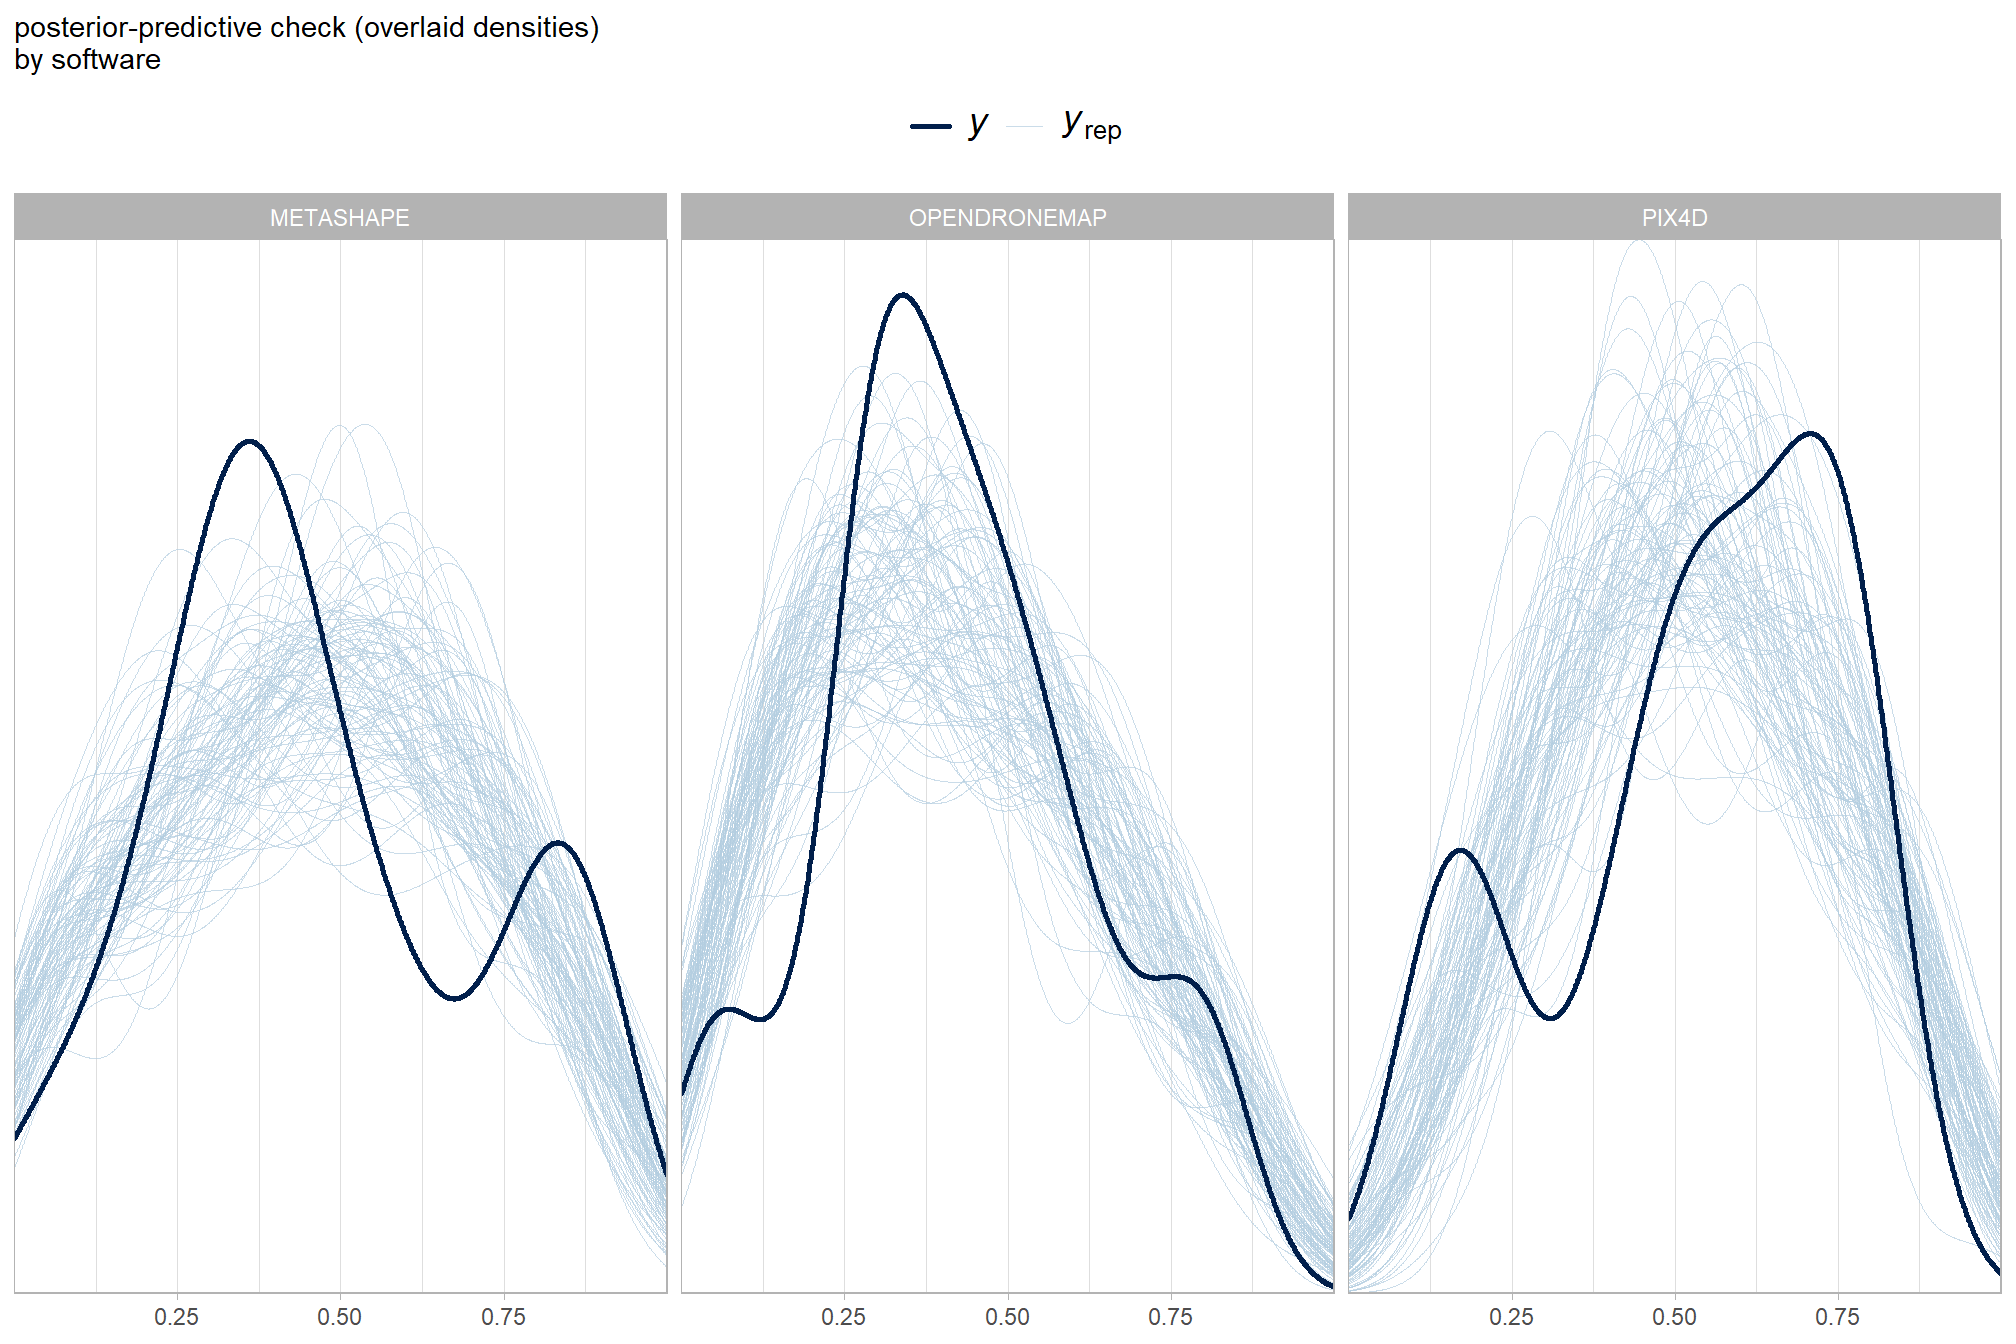 posterior-predictive check (overlaid densities)
by software
y y rep
METASHAPE OPENDRONEMAP PIX4D
0.25 0.50 0.75 0.25 0.50 0.75 0.25 0.50 0.75